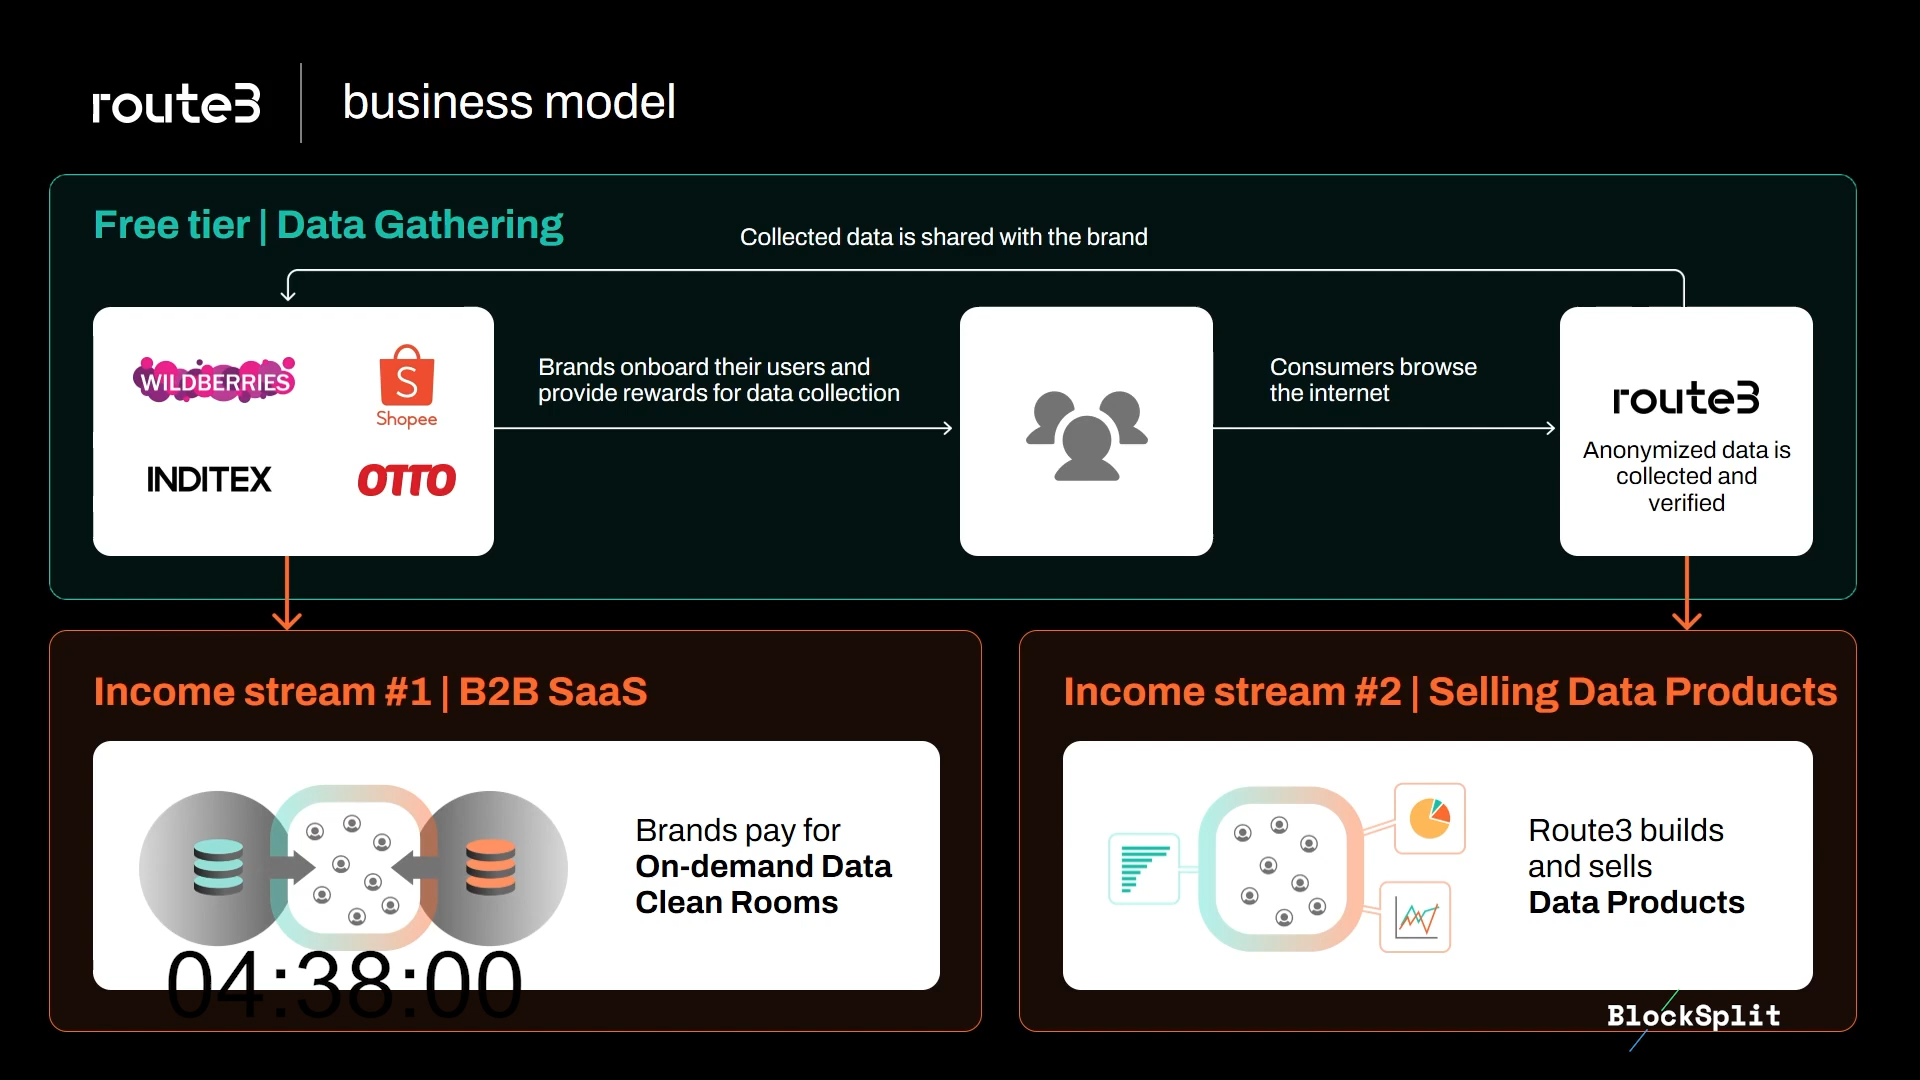 route3
business model
Free tier | Data Gathering
Collected data is shared with the brand
WILDBERRIES
S
Shopee
INDITEX
OTTO
Brands onboard their users and
provide rewards for data collection
Consumers browse
the internet
route3
Anonymized data is
collected and
verified
Income stream #1 | B2B SaaS
Brands pay for
On-demand Data
Clean Rooms
04:38:00
Income stream #2 | Selling Data Products
Route3 builds
and sells
Data Products
BlockSplit